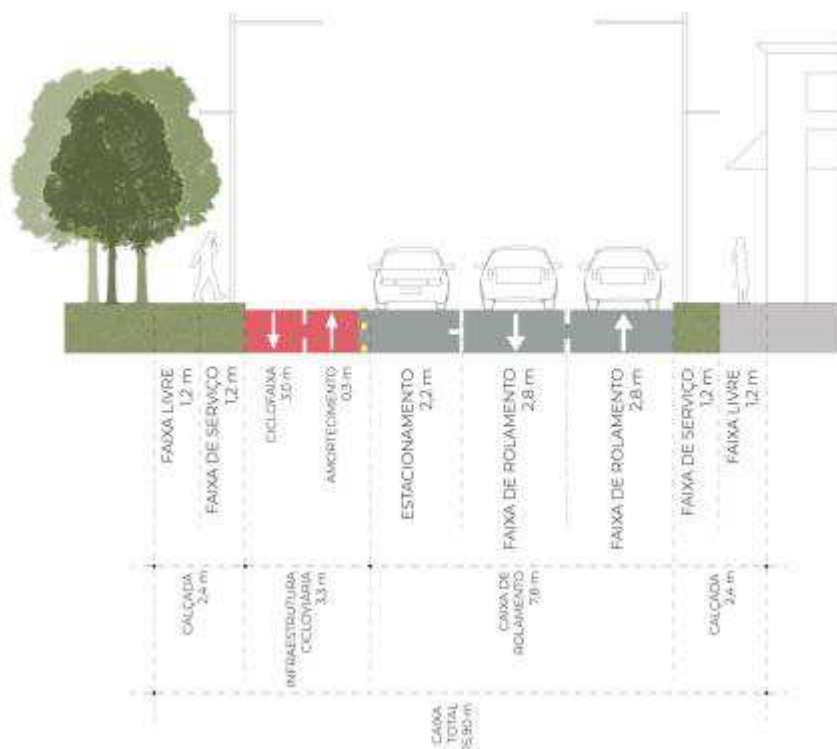 FAIXA LIVRE
1,2 m
FAIXA DE SERVIÇO
1,2 m
CICLOFAIXA
3,0 m
AMORTECIMENTO
0,3 m
ESTACIONAMENTO
2,2 m
FAIXA DE ROLAMENTO
2,8 m
FAIXA DE ROLAMENTO
2,8 m
FAIXA DE SERVIÇO
1,2 m
FAIXA LIVRE
1,2 m
CALÇADA
2,4 m
INFRAESTRUTURA
CICLOVIÁRIA
3,3 m
CAIXA DE
ROLAMENTO
7,8 m
CALÇADA
2,4 m
CAIXA
TOTAL
15,90 m